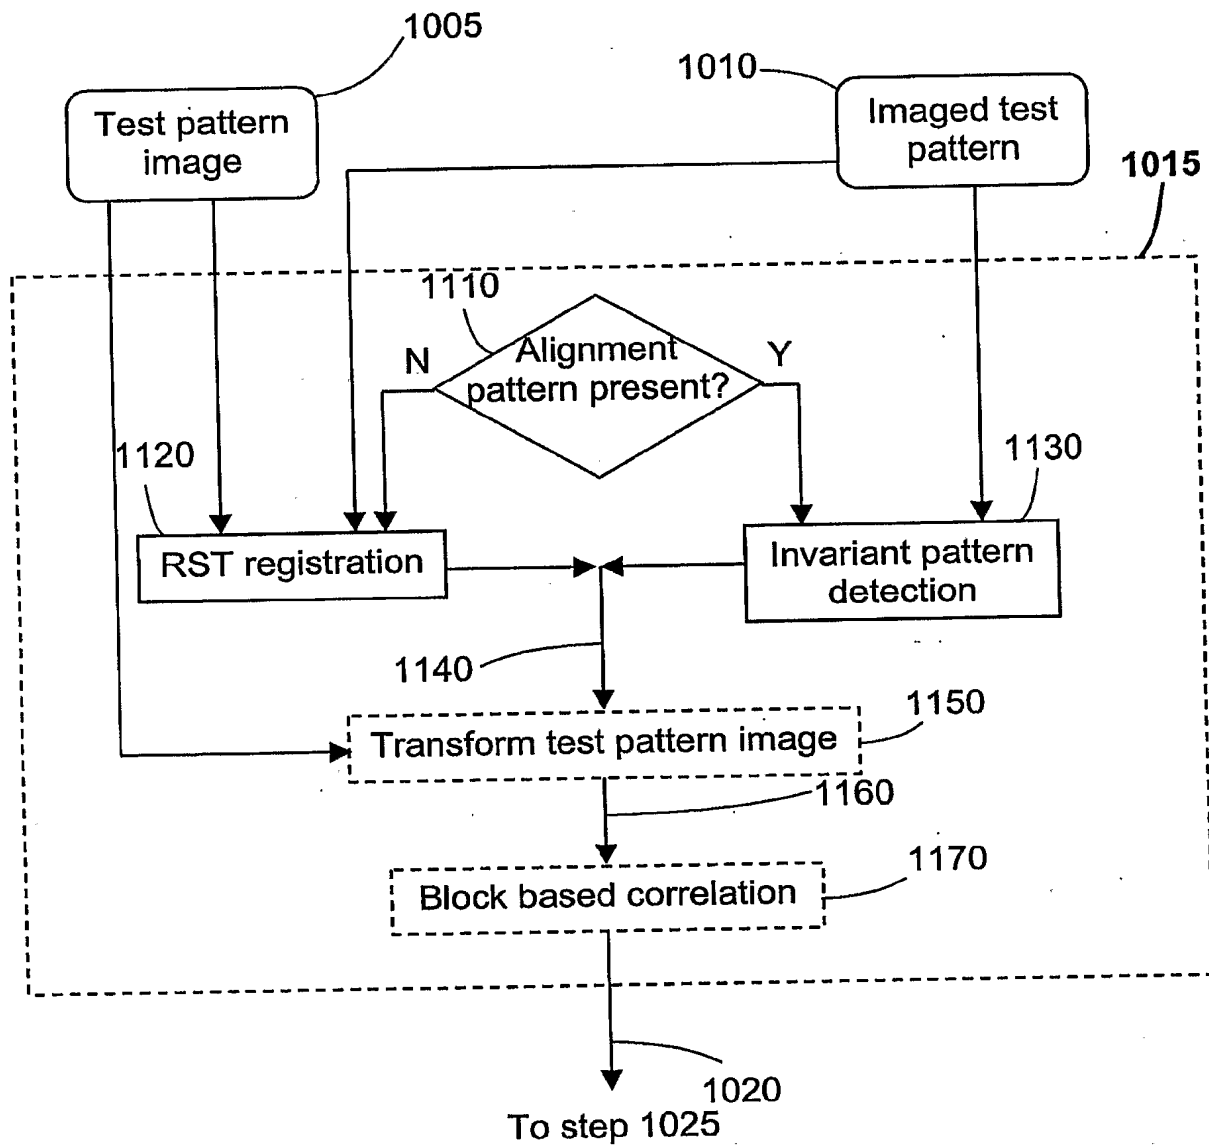 1005
1010
Test pattern
image
Imaged test
pattern
1015
1110
N
Y
Alignment
pattern present?
1120
1130
RST registration
Invariant pattern
detection
1140
1150
Transform test pattern image
1160
1170
Block based correlation
1020
To step 1025